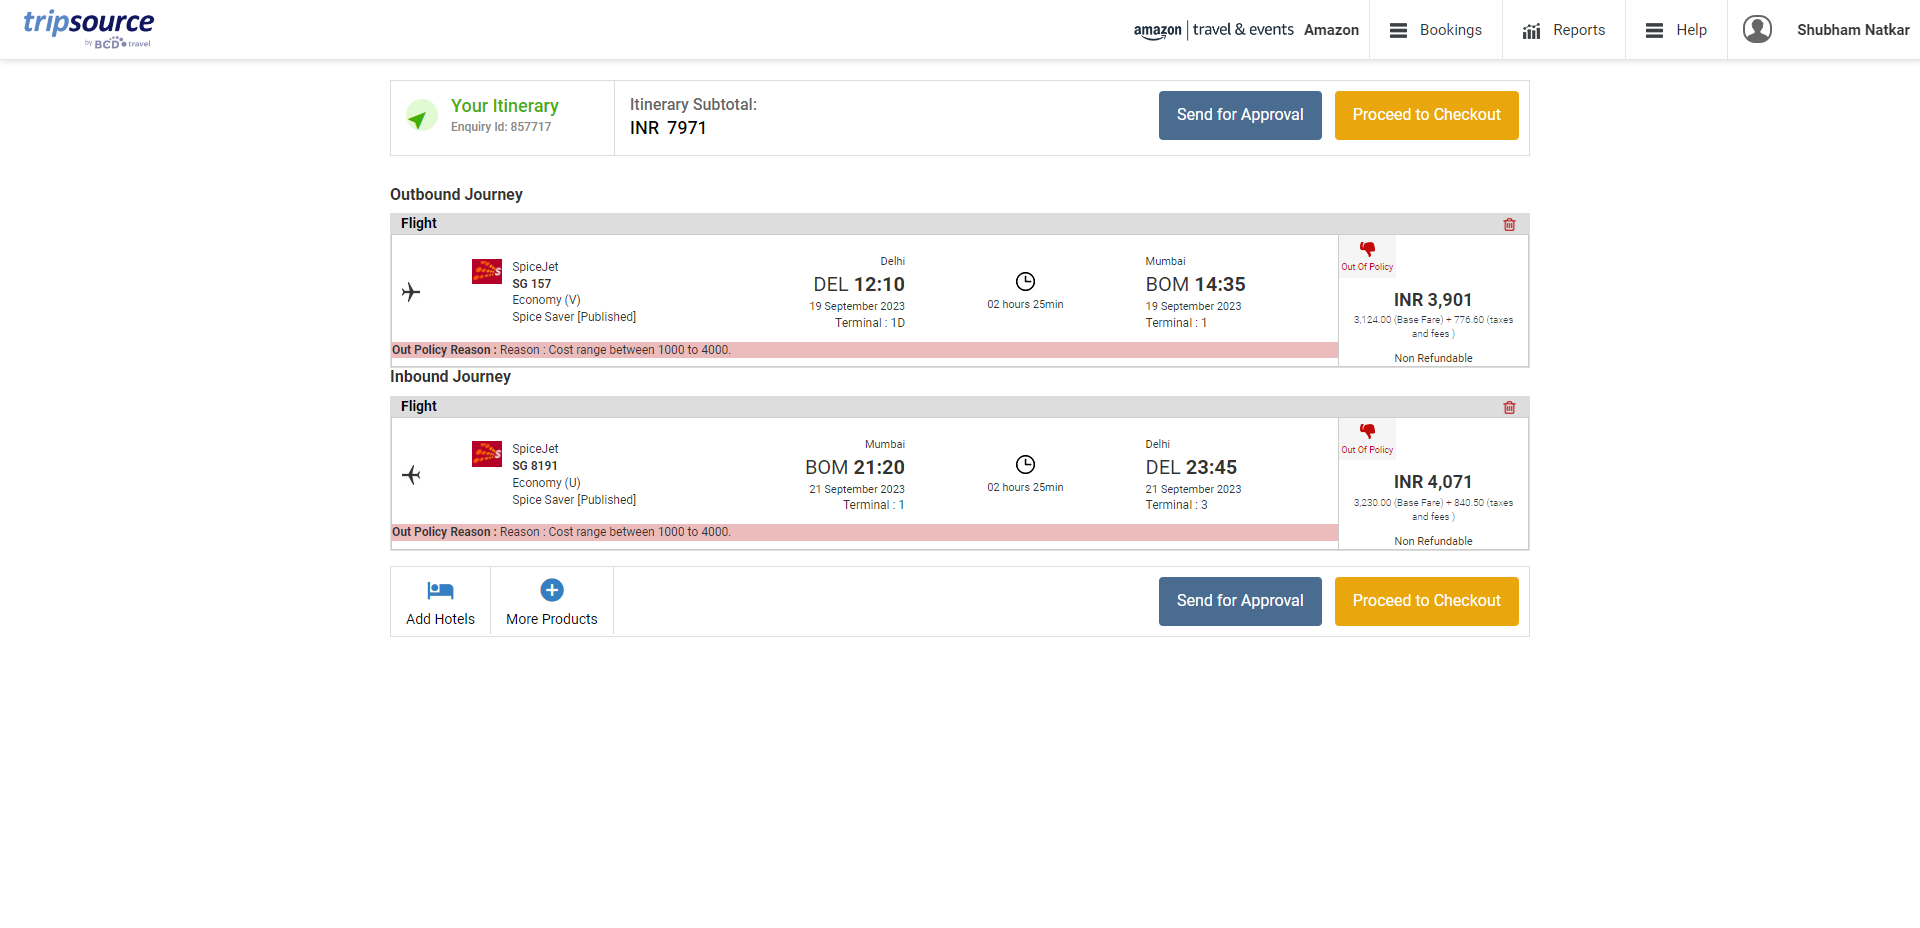 tripsource
by BCD travel
amazon | travel & events Amazon
Bookings
Reports
Help
Shubham Natkar
Your Itinerary
Enquiry Id: 857717
Itinerary Subtotal:
INR 7971
Send for Approval
Proceed to Checkout
Outbound Journey
Flight
SpiceJet
SG 157
Economy (V)
Spice Saver [Published]
Delhi
DEL 12:10
19 September 2023
Terminal : 1D
02 hours 25min
Mumbai
BOM 14:35
19 September 2023
Terminal : 1
Out Of Policy
INR 3,901
3,124.00 (Base Fare) + 776.60 (taxes
and fees )
Non Refundable
Out Policy Reason : Reason : Cost range between 1000 to 4000.
Inbound Journey
Flight
SpiceJet
SG 8191
Economy (U)
Spice Saver [Published]
Mumbai
BOM 21:20
21 September 2023
Terminal : 1
02 hours 25min
Delhi
DEL 23:45
21 September 2023
Terminal : 3
Out Of Policy
INR 4,071
3,230.00 (Base Fare) + 840.50 (taxes
and fees )
Non Refundable
Out Policy Reason : Reason : Cost range between 1000 to 4000.
Add Hotels
More Products
Send for Approval
Proceed to Checkout